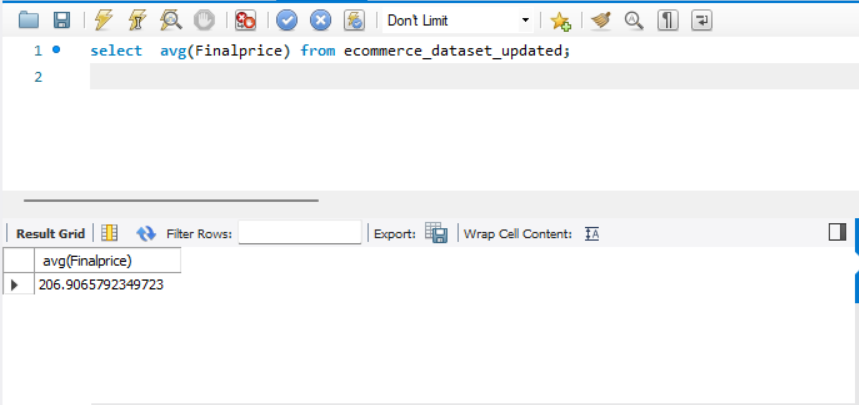 Don't Limit
1 select  avg(Finalprice) from ecommerce_dataset_updated;
2
Result Grid Filter Rows: Export: Wrap Cell Content: IA
avg(Finalprice)
206.9065792349723